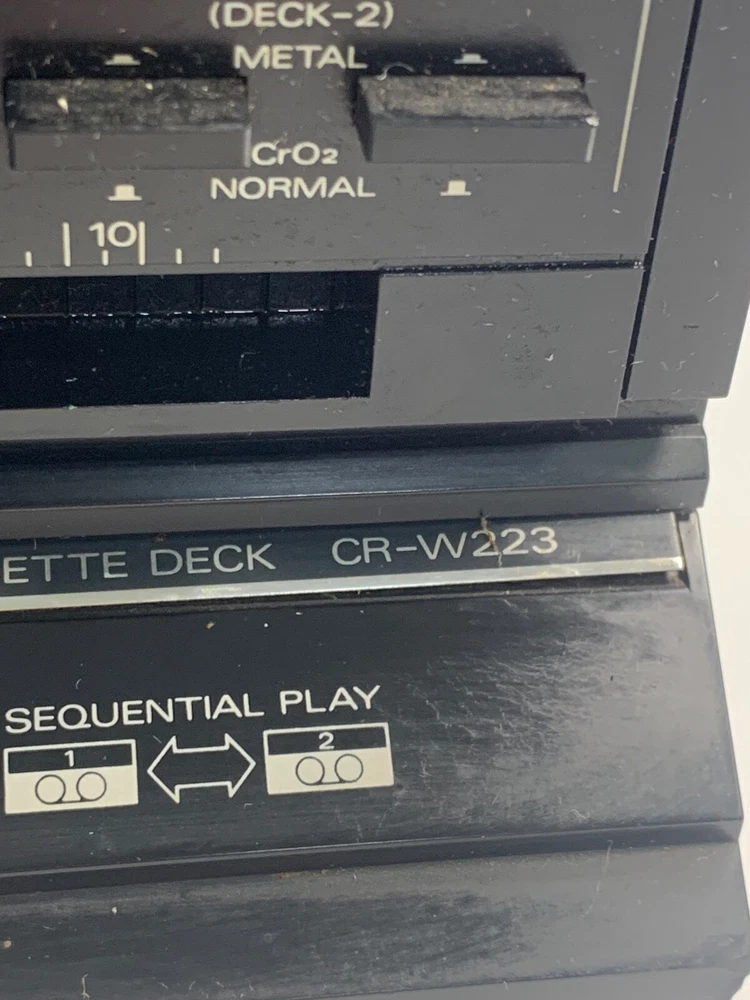 (DECK-2)
METAL
CrO₂
NORMAL
10
ETTE DECK CR-W223
SEQUENTIAL PLAY
1 2